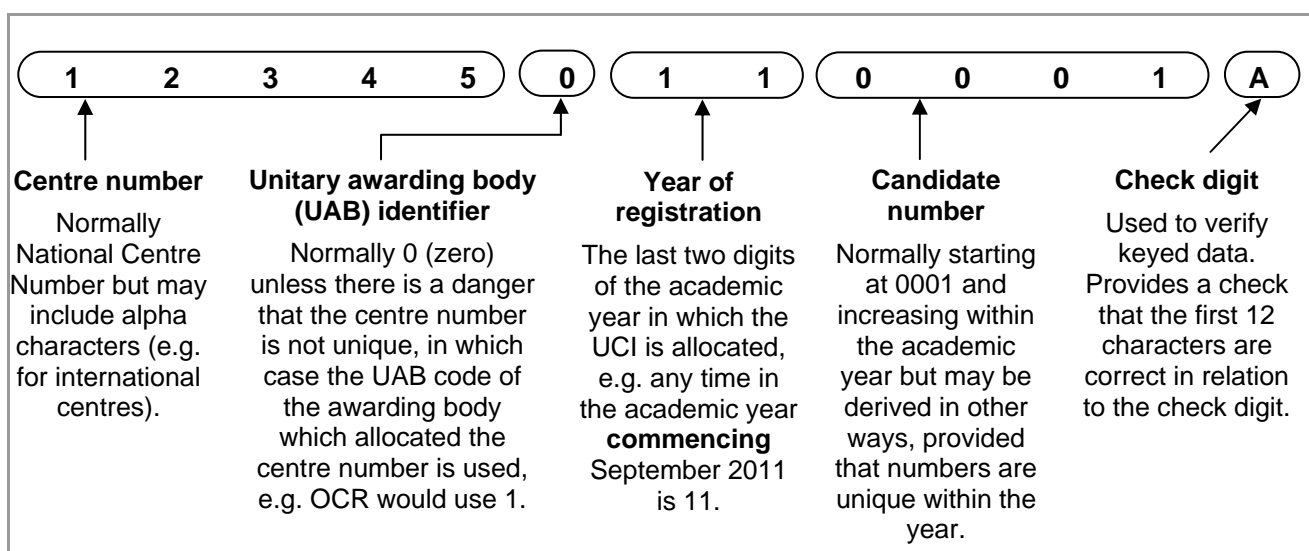 1 2 3 4 5 0 1 1 0 0 0 1 A
Centre number
Normally
National Centre
Number but may
include alpha
characters (e.g.
for international
centres).
Unitary awarding body
(UAB) identifier
Normally 0 (zero)
unless there is a danger
that the centre number
is not unique, in which
case the UAB code of
the awarding body
which allocated the
centre number is used,
e.g. OCR would use 1.
Year of
registration
The last two digits
of the academic
year in which the
UCI is allocated,
e.g. any time in
the academic year
commencing
September 2011
is 11.
Candidate
number
Normally starting
at 0001 and
increasing within
the academic
year but may be
derived in other
ways, provided
that numbers are
unique within the
year.
Check digit
Used to verify
keyed data.
Provides a check
that the first 12
characters are
correct in relation
to the check digit.